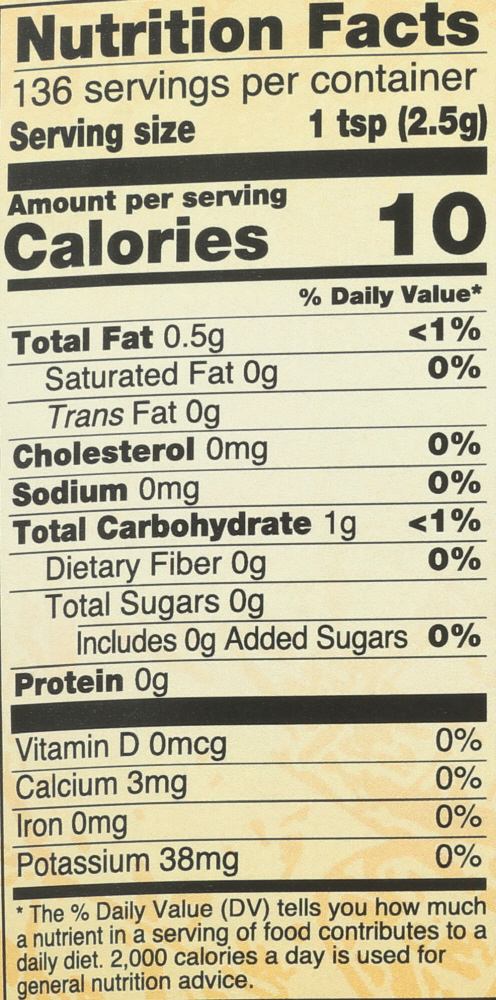 Nutrition Facts
136 servings per container
Serving size 1 tsp (2.5g)
Amount per serving
Calories 10
% Daily Value*
Total Fat 0.5g <1%
Saturated Fat 0g 0%
Trans Fat 0g
Cholesterol 0mg 0%
Sodium 0mg 0%
Total Carbohydrate 1g <1%
Dietary Fiber 0g 0%
Total Sugars 0g
Includes 0g Added Sugars 0%
Protein 0g
Vitamin D 0mcg 0%
Calcium 3mg 0%
Iron 0mg 0%
Potassium 38mg 0%
* The % Daily Value (DV) tells you how much
a nutrient in a serving of food contributes to a
daily diet. 2,000 calories a day is used for
general nutrition advice.